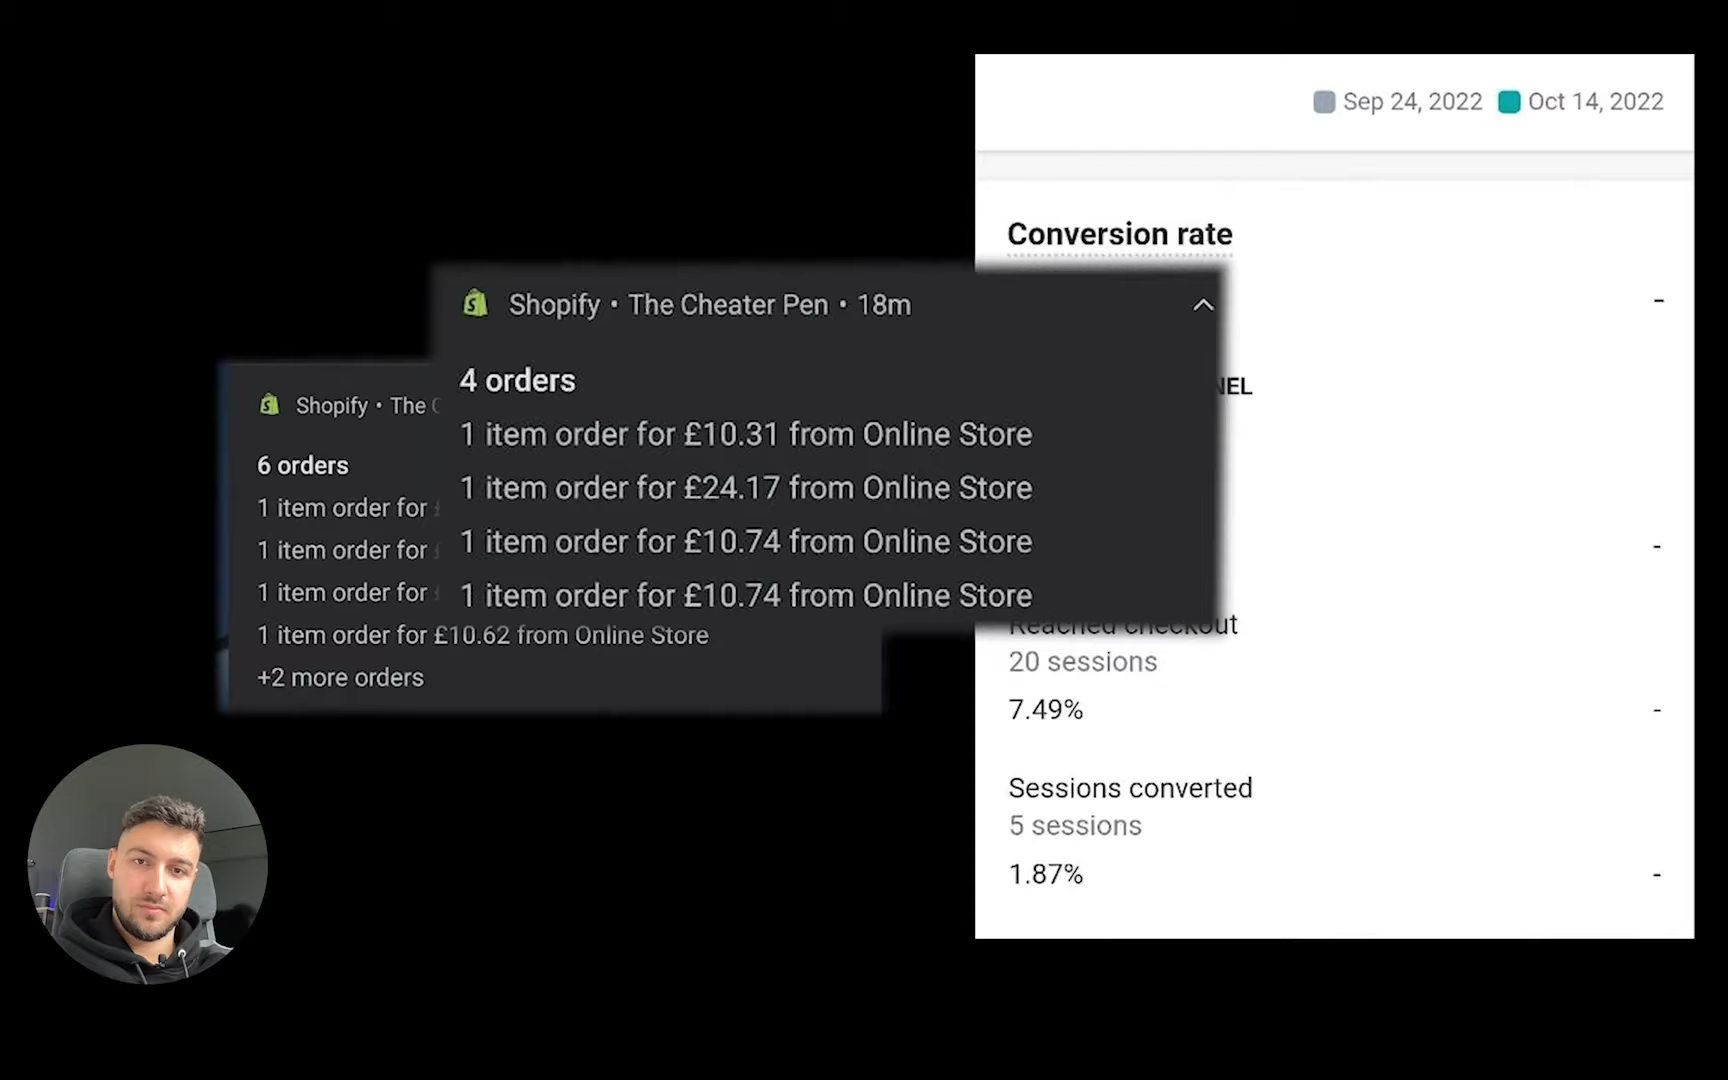 Sep 24, 2022 Oct 14, 2022
Conversion rate
-
Shopify • The Cheater Pen • 18m
4 orders
1 item order for £10.31 from Online Store
1 item order for £24.17 from Online Store
1 item order for £10.74 from Online Store
1 item order for £10.74 from Online Store
Shopify • The
6 orders
1 item order for
1 item order for
1 item order for
1 item order for £10.62 from Online Store
+2 more orders
NEL
-
Reached checkout
20 sessions
7.49%
-
Sessions converted
5 sessions
1.87%
-